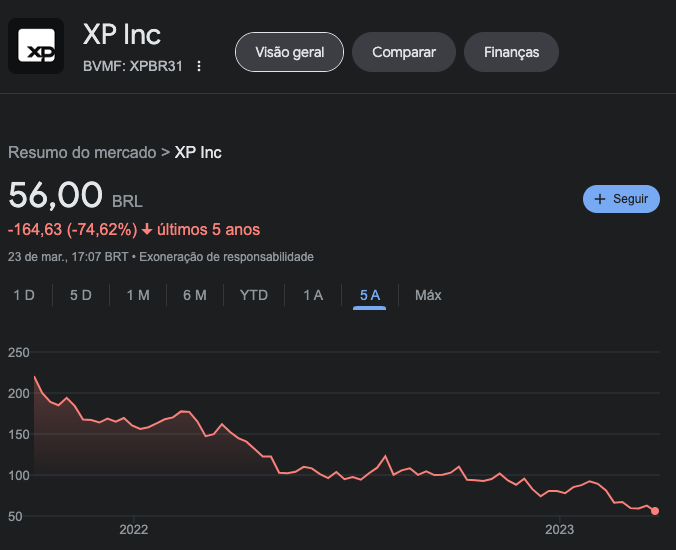 XP
XP Inc
BVMF: XPBR31
Visão geral
Comparar
Finanças
Resumo do mercado > XP Inc
56,00 BRL
+ Seguir
-164,63 (-74,62%) ↓ últimos 5 anos
23 de mar., 17:07 BRT • Exoneração de responsabilidade
1 D
5 D
1 M
6 M
YTD
1 A
5 A
Máx
250
200
150
100
50
2022
2023